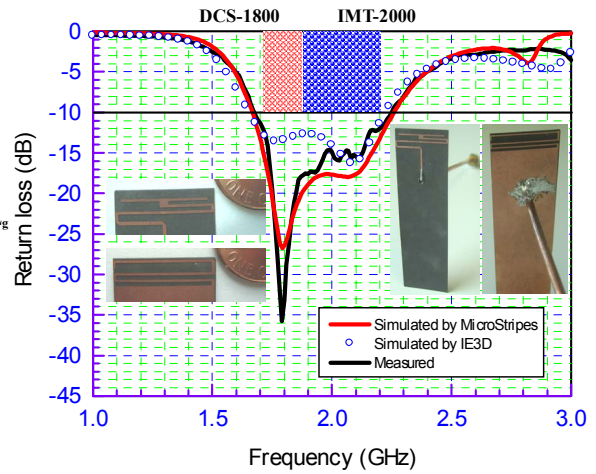 DCS-1800 IMT-2000
0
-5
-10
-15
-20
-25
-30
-35
-40
-45
Return loss (dB)
ONE C
Simulated by MicroStripes
Simulated by IE3D
Measured
1.0 1.5 2.0 2.5 3.0
Frequency (GHz)